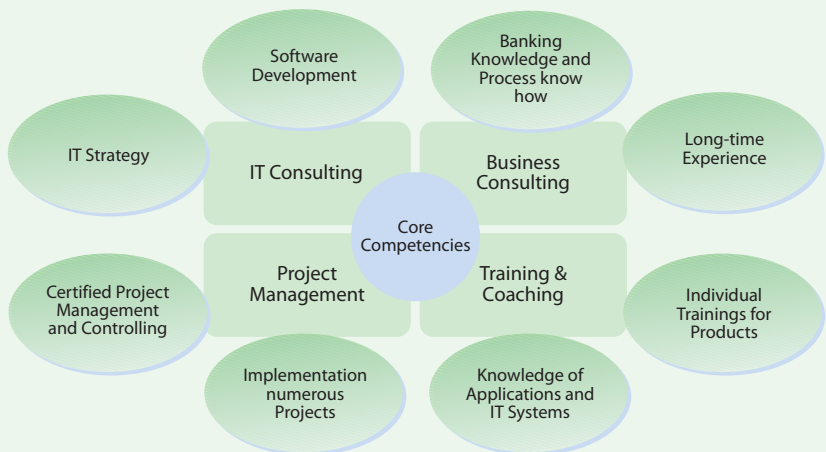 Software
Development
Banking
Knowledge and
Process know
how
IT Strategy
Long-time
Experience
IT Consulting
Business
Consulting
Core
Competencies
Project
Management
Training &
Coaching
Certified Project
Management
and Controlling
Individual
Trainings for
Products
Implementation
numerous
Projects
Knowledge of
Applications and
IT Systems